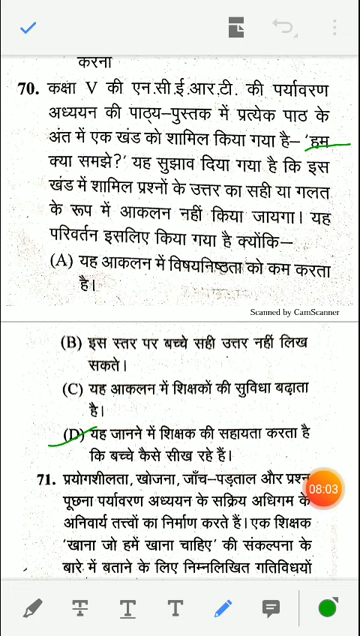 करना
70. कक्षा V की एन.सी.ई.आर.टी. की पर्यावरण
अध्ययन की पाठ्य-पुस्तक में प्रत्येक पाठ के
अंत में एक खंड को शामिल किया गया है– 'हम
क्या समझे?' यह सुझाव दिया गया है कि इस
खंड में शामिल प्रश्नों के उत्तर का सही या गलत
के रूप में आकलन नहीं किया जायगा। यह
परिवर्तन इसलिए किया गया है क्योंकि–
(A) यह आकलन में विषयनिष्ठता को कम करता
है।
Scanned by CamScanner
(B) इस स्तर पर बच्चे सही उत्तर नहीं लिख
सकते।
(C) यह आकलन में शिक्षकों की सुविधा बढ़ाता
है।
(D) यह जानने में शिक्षक की सहायता करता है
कि बच्चे कैसे सीख रहे हैं।
71. प्रयोगशीलता, खोजना, जाँच-पड़ताल और प्रश्न
08:03
पूछना पर्यावरण अध्ययन के सक्रिय अधिगम के
अनिवार्य तत्त्वों का निर्माण करते हैं। एक शिक्षक
'खाना जो हमें खाना चाहिए' की संकल्पना के
बारे में बताने के लिए निम्नलिखित गतिविधयों
T T T